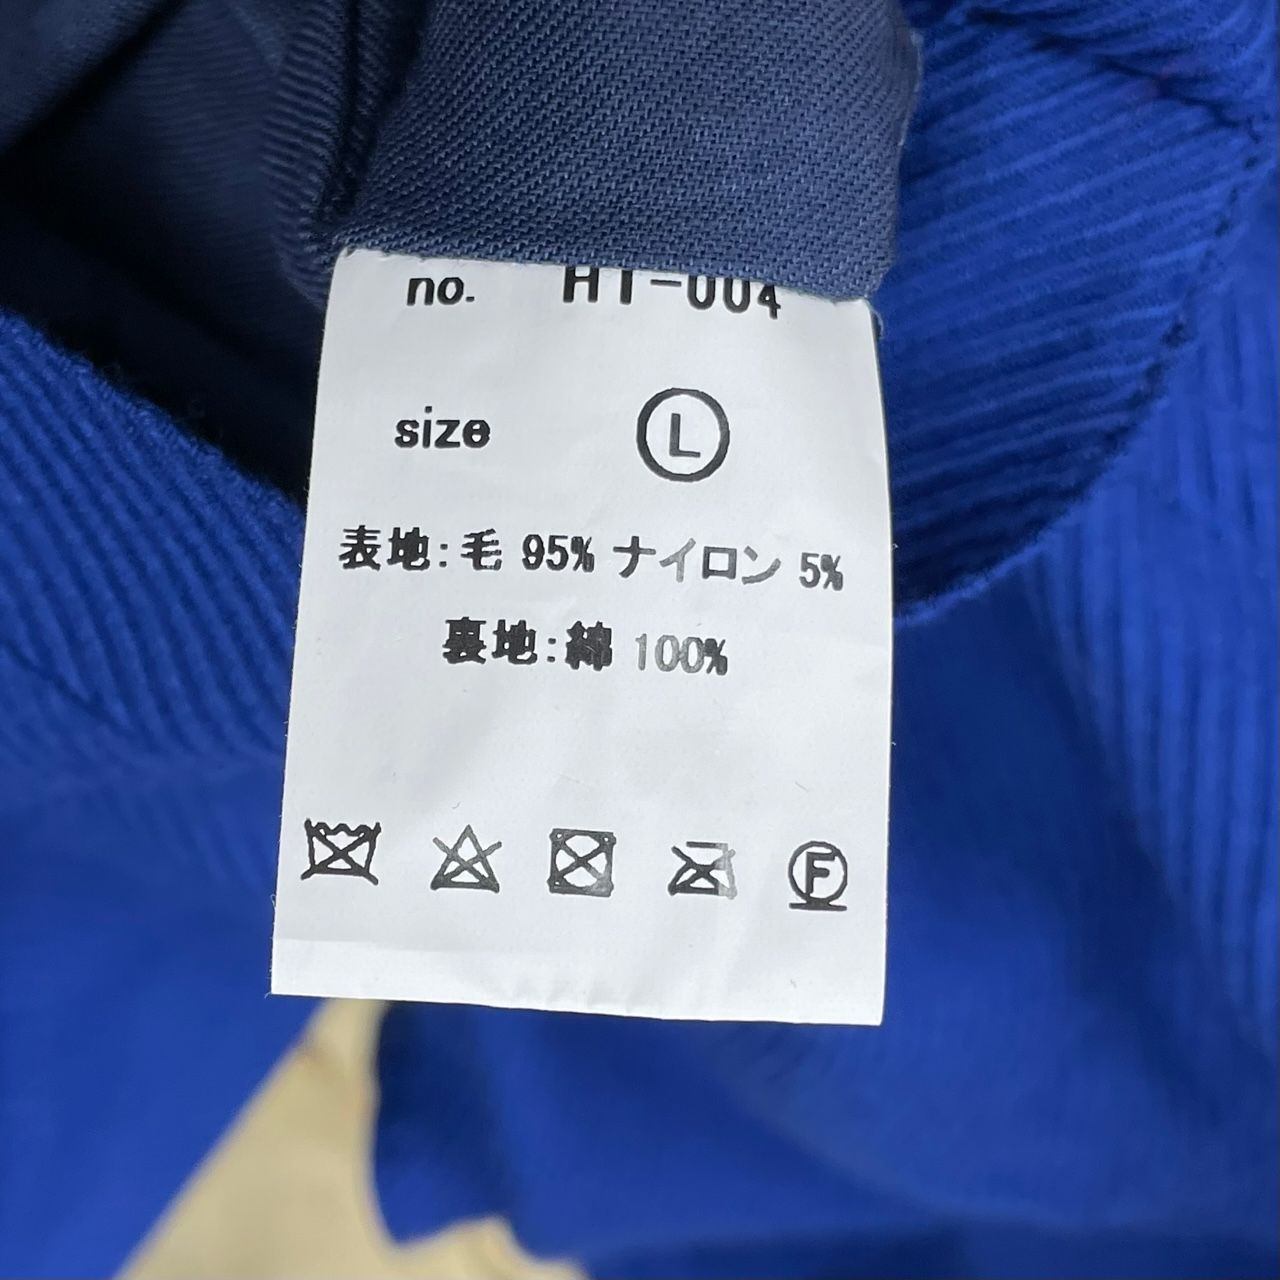 no. HT-004
size L
表地:毛 95% ナイロン 5%
裏地:綿 100%
F